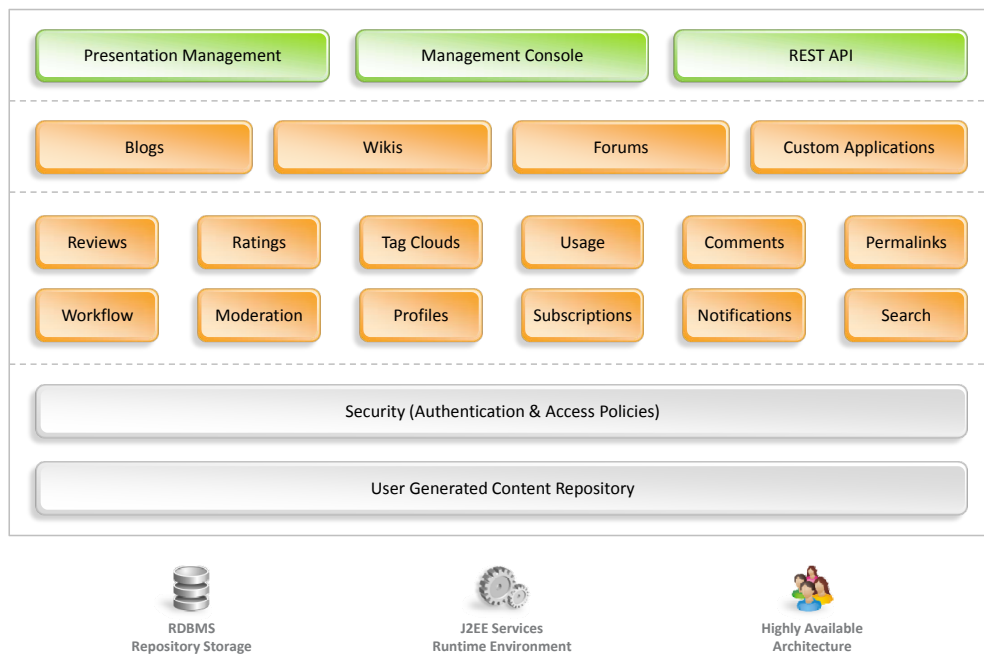 Presentation Management
Management Console
REST API
Blogs
Wikis
Forums
Custom Applications
Reviews
Ratings
Tag Clouds
Usage
Comments
Permalinks
Workflow
Moderation
Profiles
Subscriptions
Notifications
Search
Security (Authentication & Access Policies)
User Generated Content Repository
RDBMS
Repository Storage
J2EE Services
Runtime Environment
Highly Available
Architecture